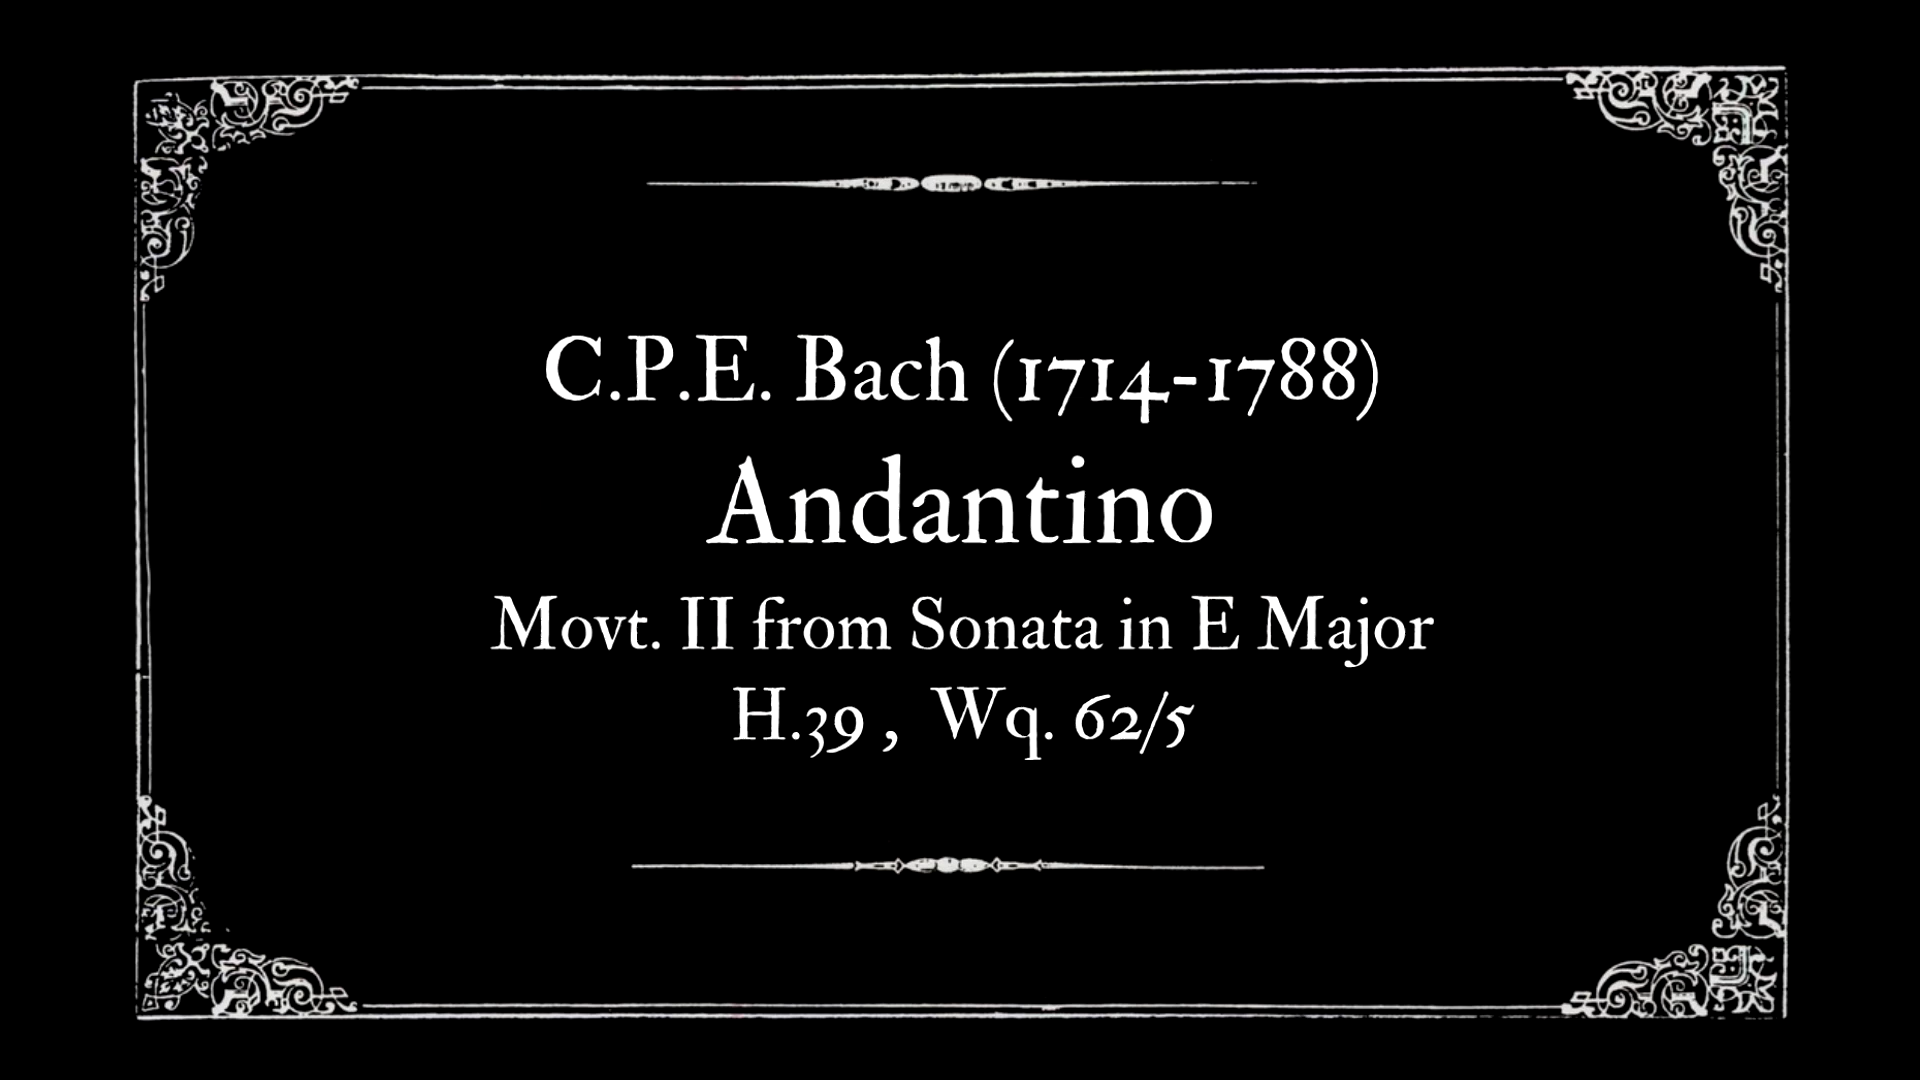 C.P.E. Bach (1714-1788)
Andantino
Movt. II from Sonata in E Major
H.39 , Wq. 62/5